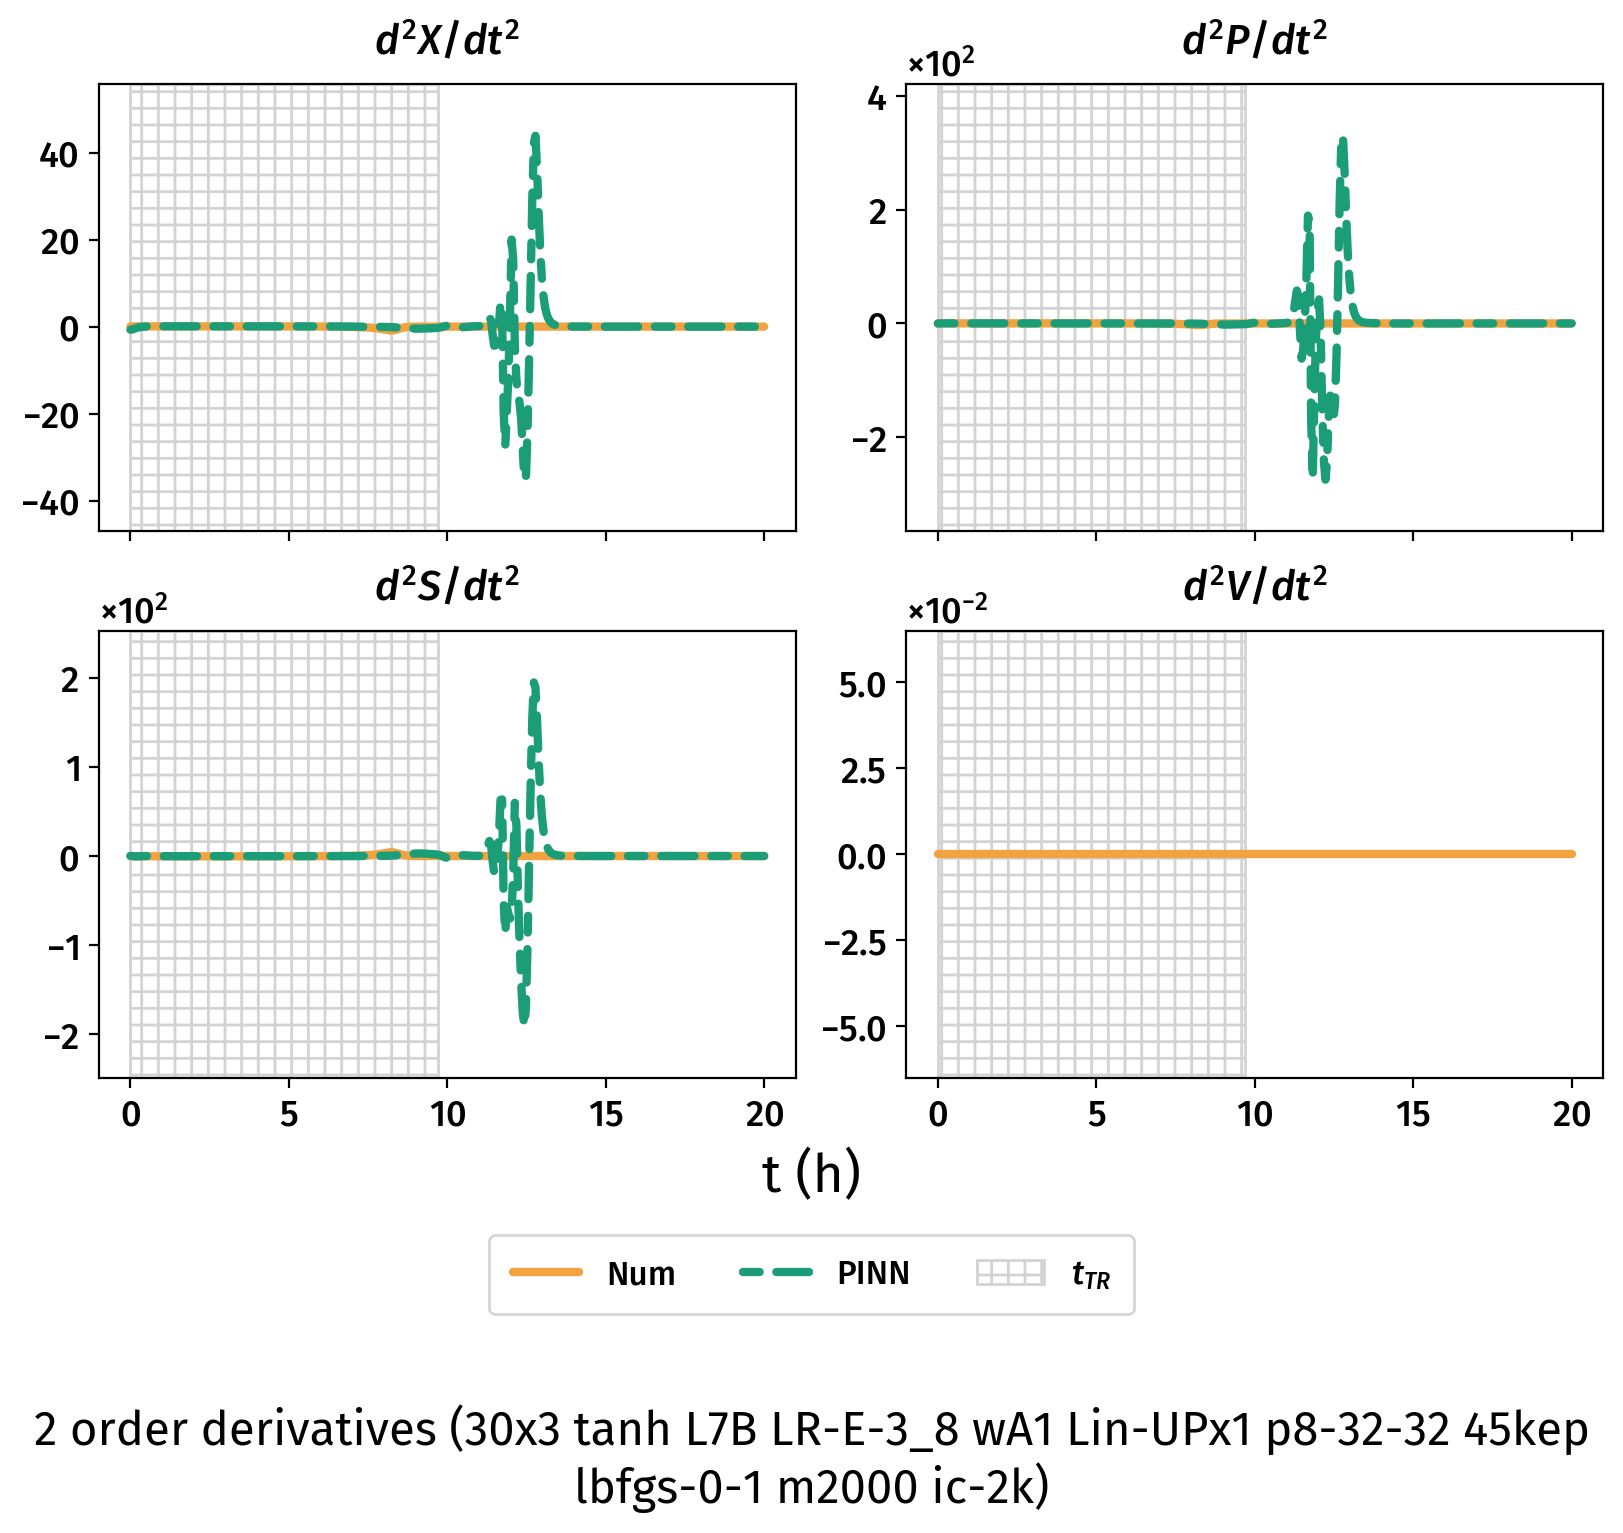 d²X/dt²
40
20
0
−20
−40
d²P/dt²
×10²
4
2
0
−2
d²S/dt²
×10²
2
1
0
−1
−2
0 5 10 15 20
d²V/dt²
×10⁻²
5.0
2.5
0.0
−2.5
−5.0
0 5 10 15 20
t (h)
Num PINN t_TR
2 order derivatives (30x3 tanh L7B LR-E-3_8 wA1 Lin-UPx1 p8-32-32 45kep
lbfgs-0-1 m2000 ic-2k)